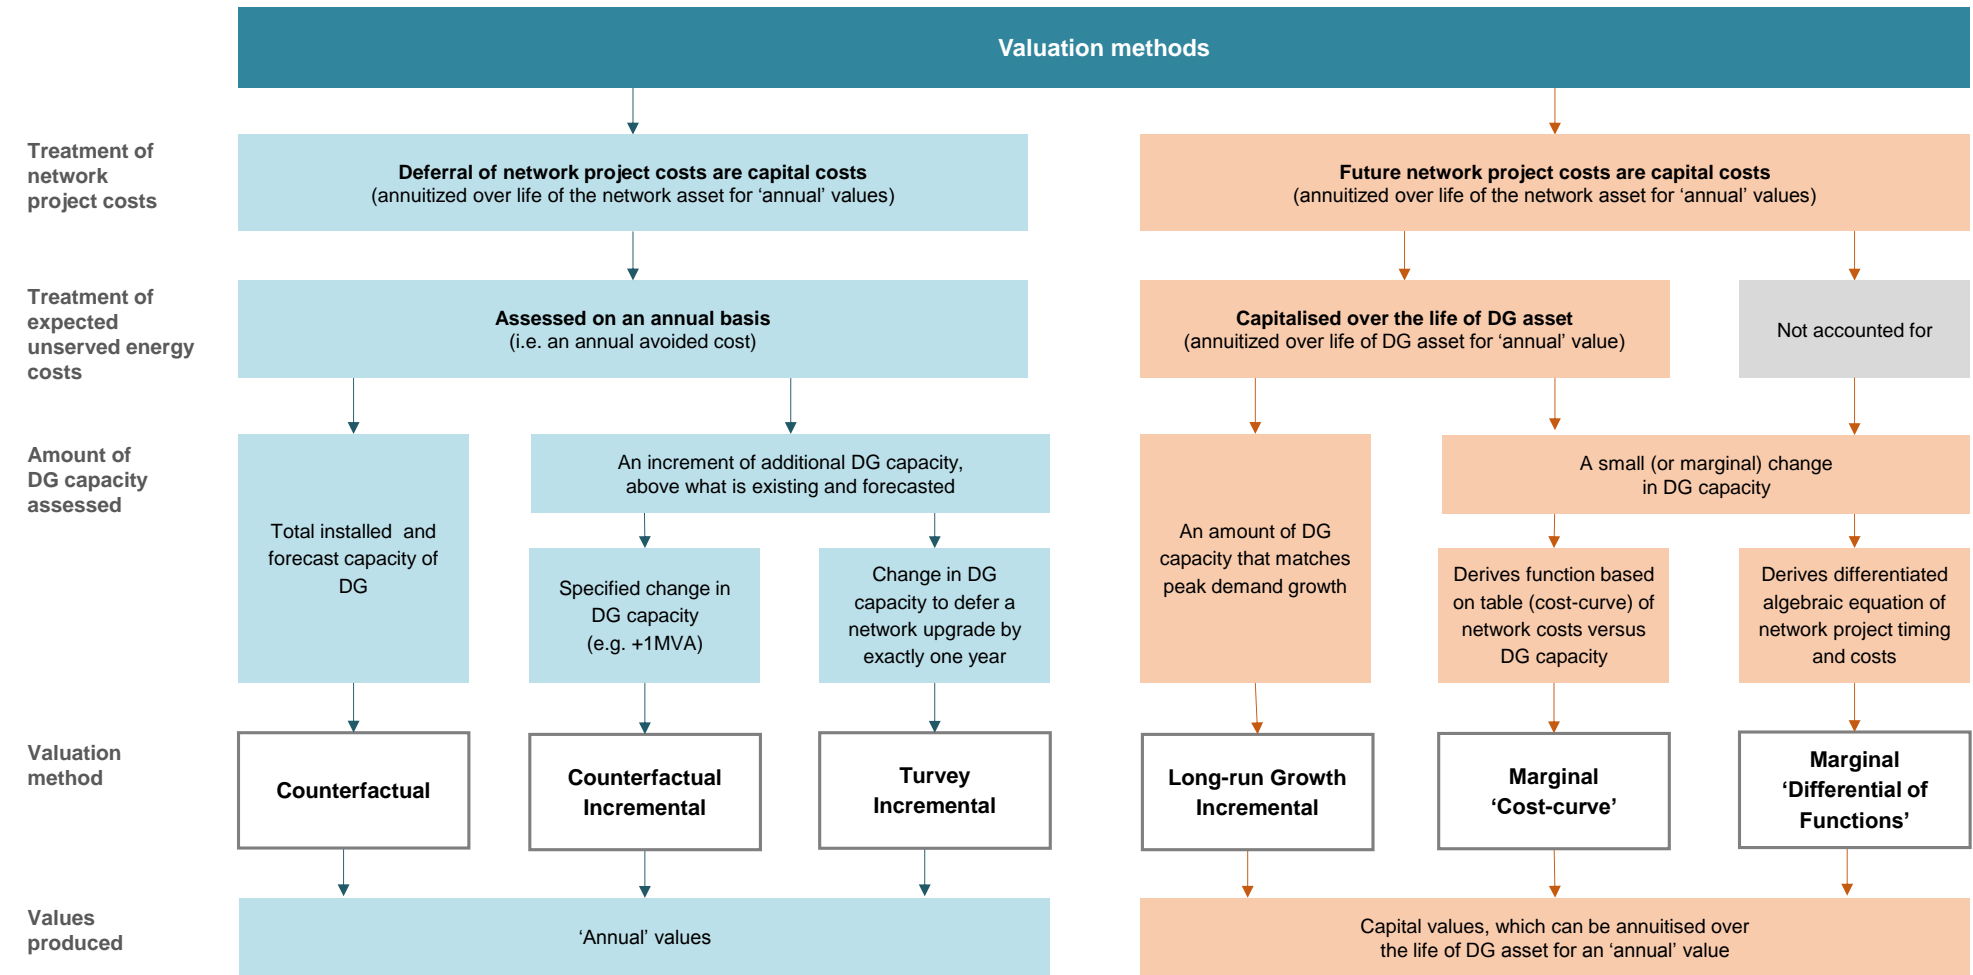 Valuation methods
Treatment of
network
project costs
Deferral of network project costs are capital costs
(annuitized over life of the network asset for ‘annual’ values)
Future network project costs are capital costs
(annuitized over life of the network asset for ‘annual’ values)
Treatment of
expected
unserved energy
costs
Assessed on an annual basis
(i.e. an annual avoided cost)
Capitalised over the life of DG asset
(annuitized over life of DG asset for ‘annual’ value)
Not accounted for
Amount of
DG capacity
assessed
Total installed and
forecast capacity of
DG
An increment of additional DG capacity,
above what is existing and forecasted
Specified change in
DG capacity
(e.g. +1MVA)
Change in DG
capacity to defer a
network upgrade by
exactly one year
An amount of DG
capacity that matches
peak demand growth
A small (or marginal) change
in DG capacity
Derives function based
on table (cost-curve) of
network costs versus
DG capacity
Derives differentiated
algebraic equation of
network project timing
and costs
Valuation
method
Counterfactual
Counterfactual
Incremental
Turvey
Incremental
Long-run Growth
Incremental
Marginal
‘Cost-curve’
Marginal
‘Differential of
Functions’
Values
produced
‘Annual’ values
Capital values, which can be annuitised over
the life of DG asset for an ‘annual’ value